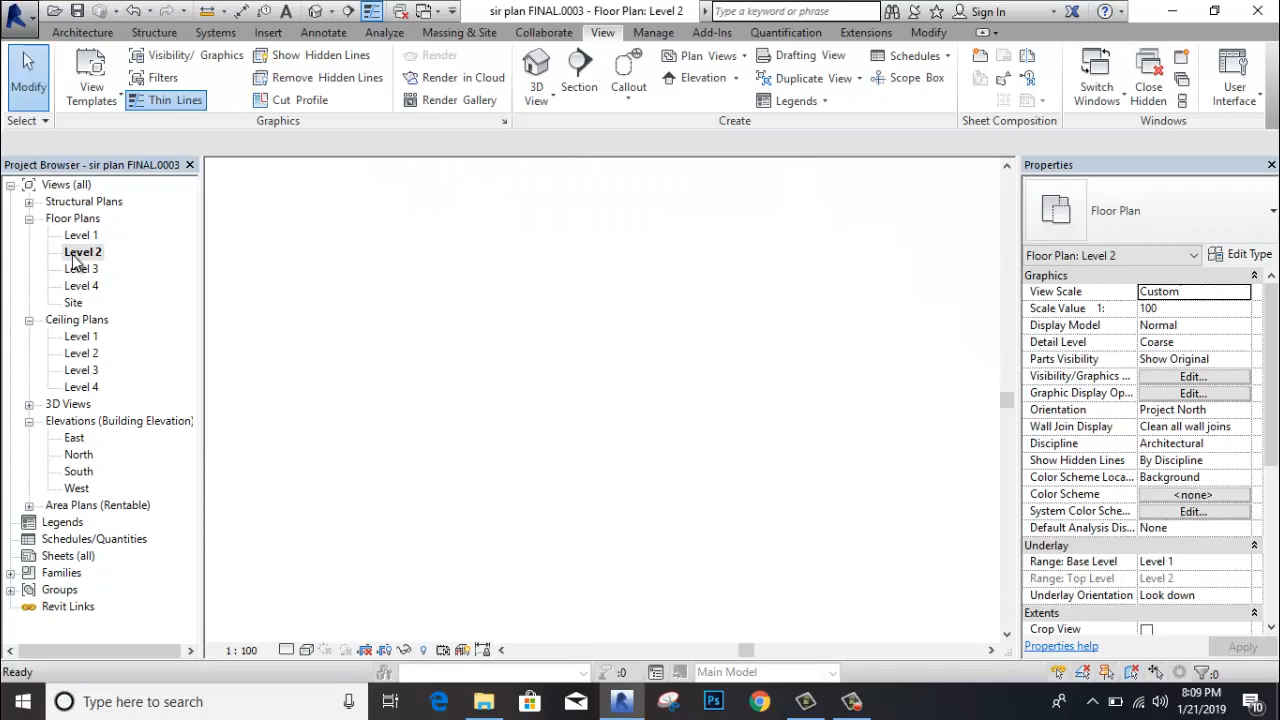 sir plan FINAL.0003 - Floor Plan: Level 2
Type a keyword or phrase
Sign In
Architecture Structure Systems Insert Annotate Analyze Massing & Site Collaborate View Manage Add-Ins Quantification Extensions Modify
Modify
Select
View Templates
Visibility/ Graphics
Filters
Thin Lines
Show Hidden Lines
Remove Hidden Lines
Cut Profile
Graphics
Render
Render in Cloud
Render Gallery
3D View
Section
Callout
Plan Views
Elevation
Drafting View
Duplicate View
Legends
Schedules
Scope Box
Create
Sheet Composition
Switch Windows
Close Hidden
User Interface
Windows
Project Browser - sir plan FINAL.0003
Views (all)
Structural Plans
Floor Plans
Level 1
Level 2
Level 3
Level 4
Site
Ceiling Plans
Level 1
Level 2
Level 3
Level 4
3D Views
Elevations (Building Elevation)
East
North
South
West
Area Plans (Rentable)
Legends
Schedules/Quantities
Sheets (all)
Families
Groups
Revit Links
Properties
Floor Plan
Floor Plan: Level 2
Edit Type
Graphics
View Scale Custom
Scale Value 1: 100
Display Model Normal
Detail Level Coarse
Parts Visibility Show Original
Visibility/Graphics ... Edit...
Graphic Display Op... Edit...
Orientation Project North
Wall Join Display Clean all wall joins
Discipline Architectural
Show Hidden Lines By Discipline
Color Scheme Loca... Background
Color Scheme <none>
System Color Sche... Edit...
Default Analysis Dis... None
Underlay
Range: Base Level Level 1
Range: Top Level Level 2
Underlay Orientation Look down
Extents
Crop View
Properties help
Apply
1 : 100
Ready
:0
Main Model
:0
Type here to search
Ps
8:09 PM
1/21/2019
10